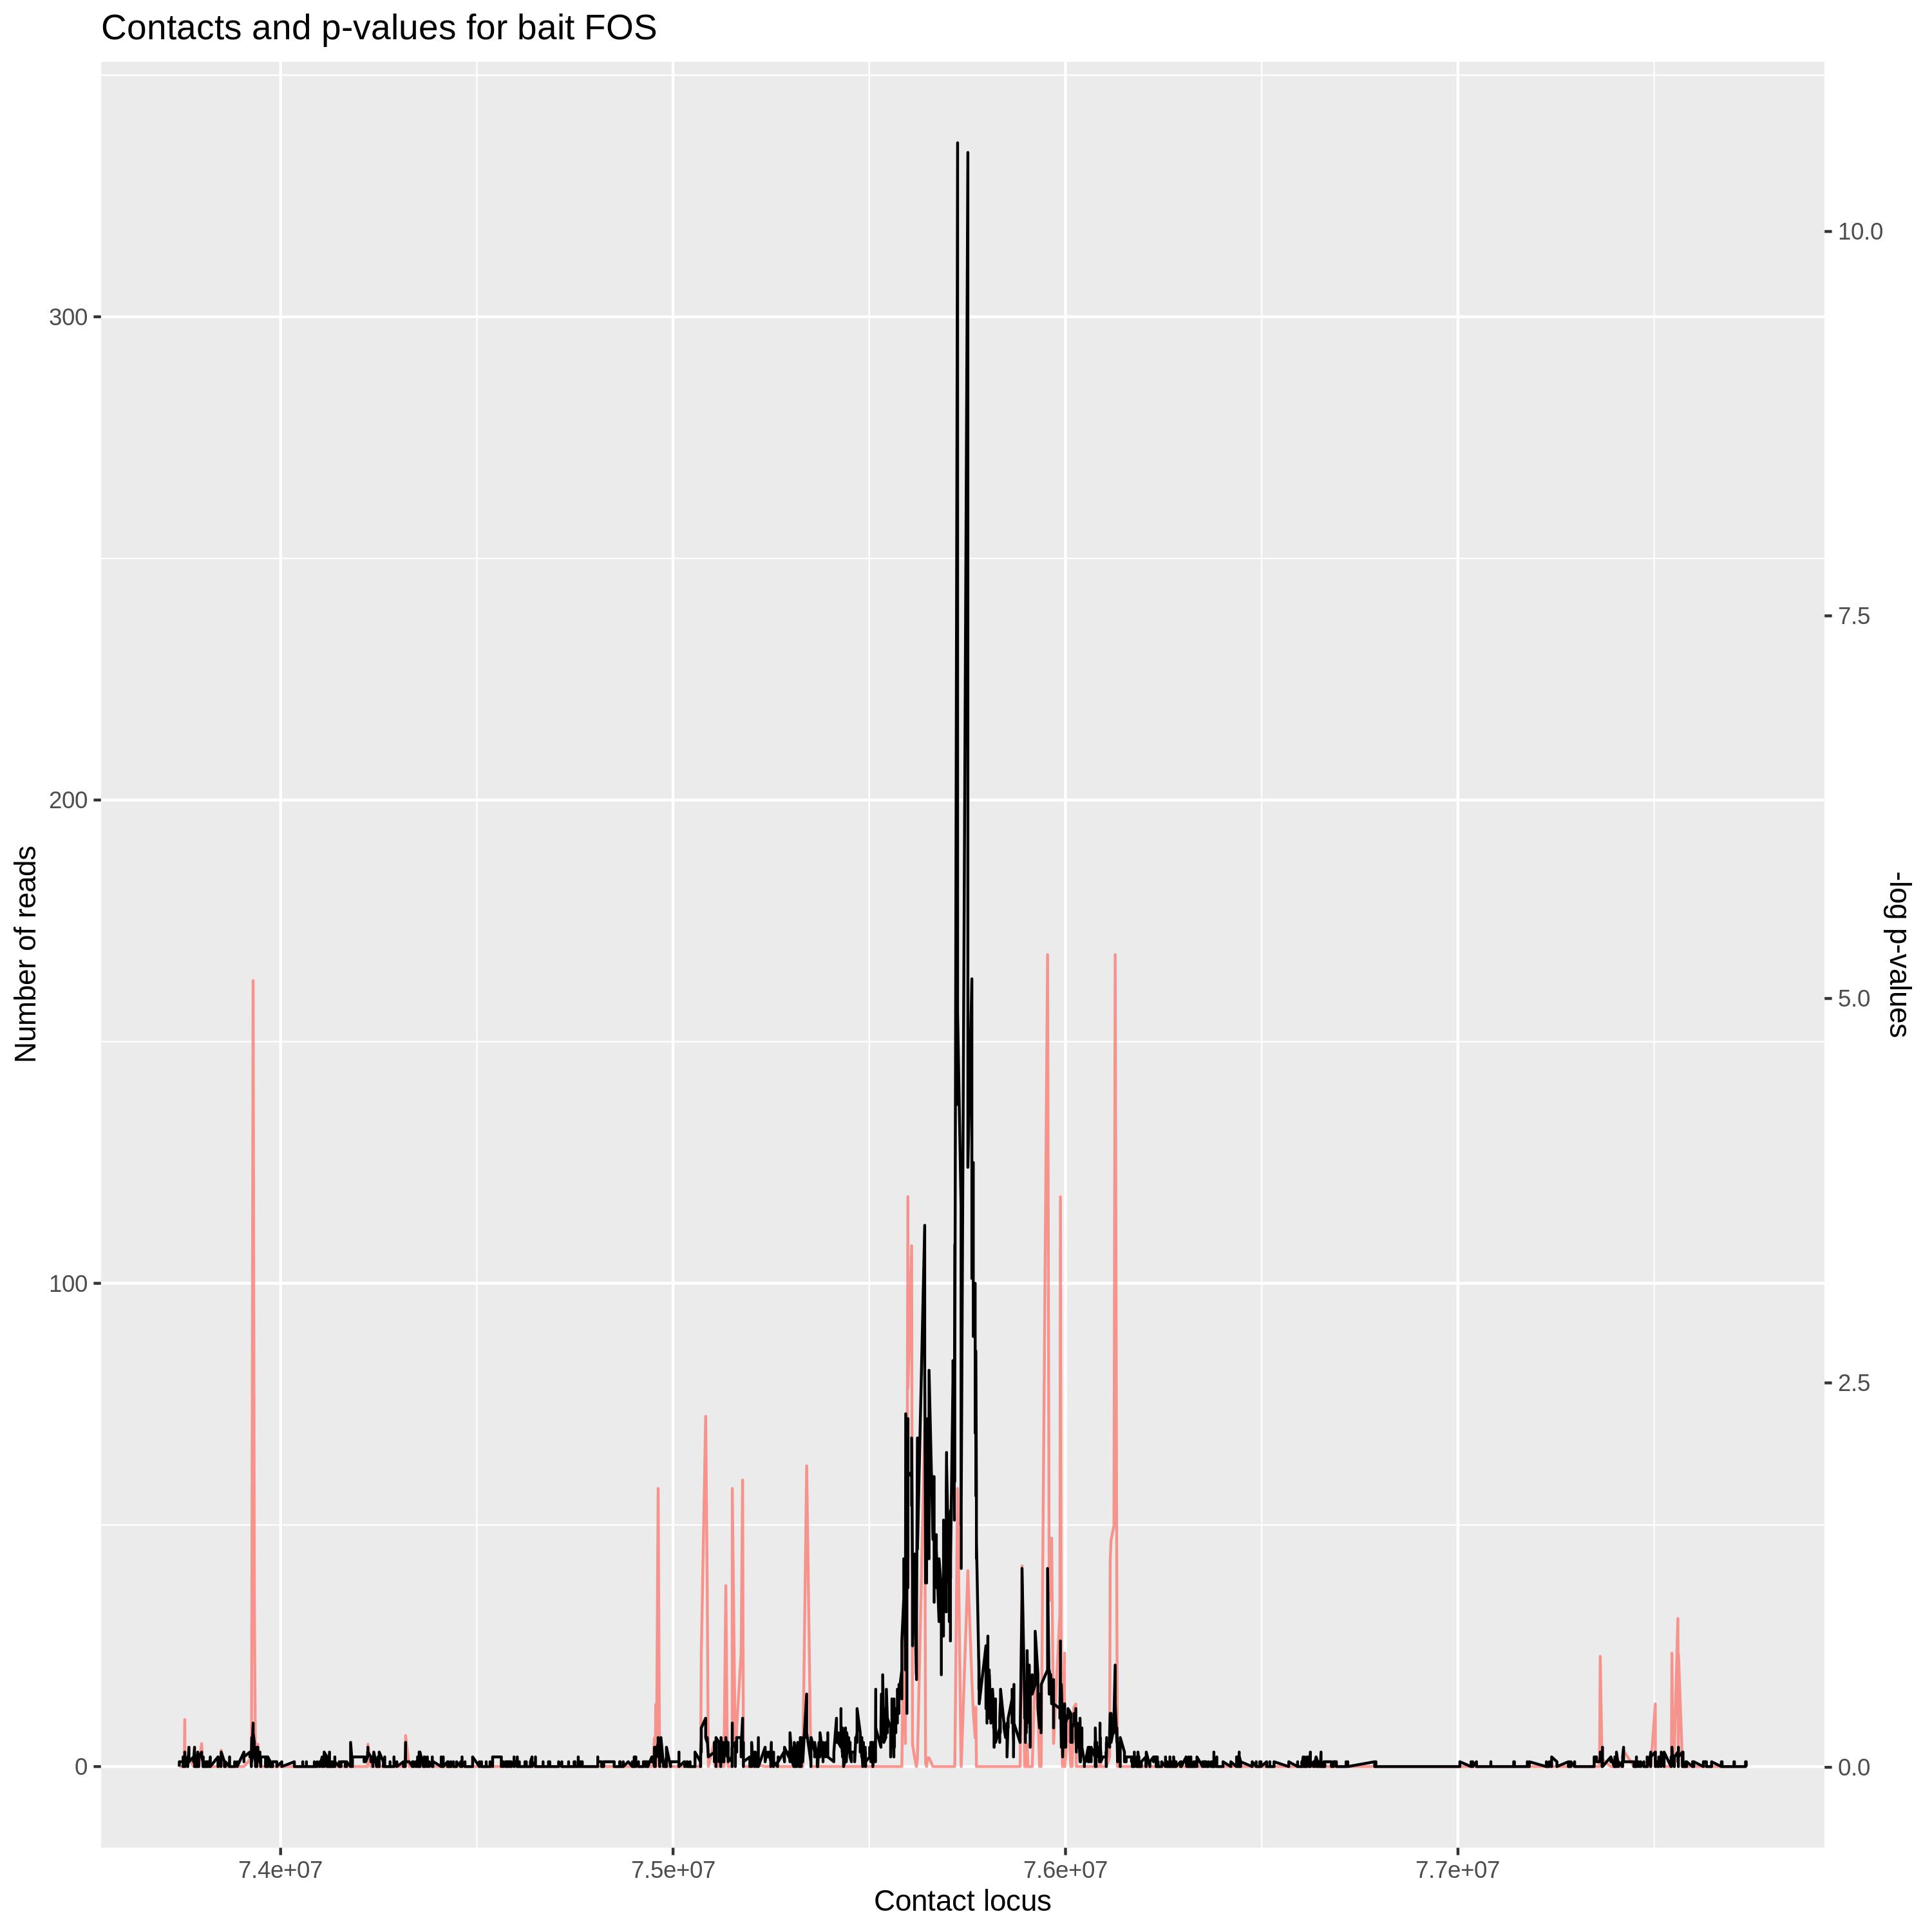 Contacts and p-values for bait FOS
300
200
100
0
Number of reads
10.0
7.5
5.0
2.5
0.0
-log p-values
7.4e+07
7.5e+07
7.6e+07
7.7e+07
Contact locus